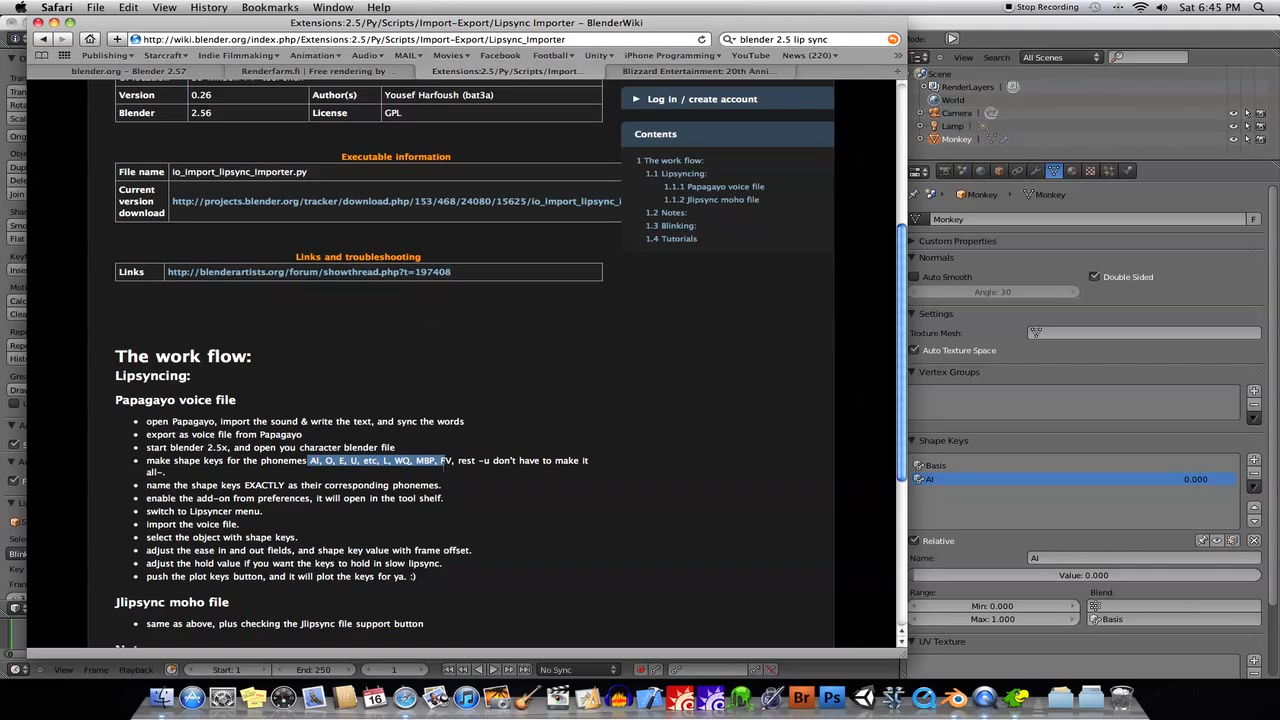 Safari File Edit View History Bookmarks Window Help Stop Recording Sat 6:45 PM
Extensions:2.5/Py/Scripts/Import-Export/Lipsync Importer – BlenderWiki
http://wiki.blender.org/index.php/Extensions:2.5/Py/Scripts/Import-Export/Lipsync_Importer
blender 2.5 lip sync
Publishing Starcraft Indie Filmmaking Animation Audio MAIL Movies Facebook Football Unity iPhone Programming YouTube News (220)
blender.org - Blender 2.57 Renderfarm.fi | Free rendering by ... Extensions:2.5/Py/Scripts/Import... Blizzard Entertainment: 20th Anni...
Version 0.26 Author(s) Yousef Harfoush (bat3a)
Blender 2.56 License GPL
Executable information
File name io_import_lipsync_Importer.py
Current version download http://projects.blender.org/tracker/download.php/153/468/24080/15625/io_import_lipsync_i
Links and troubleshooting
Links http://blenderartists.org/forum/showthread.php?t=197408
Log in / create account
Contents
1 The work flow:
1.1 Lipsyncing:
1.1.1 Papagayo voice file
1.1.2 Jlipsync moho file
1.2 Notes:
1.3 Blinking:
1.4 Tutorials
The work flow:
Lipsyncing:
Papagayo voice file
open Papagayo, import the sound & write the text, and sync the words
export as voice file from Papagayo
start blender 2.5x, and open you character blender file
make shape keys for the phonemes AI, O, E, U, etc, L, WQ, MBP, FV, rest -u don't have to make it
all-.
name the shape keys EXACTLY as their corresponding phonemes.
enable the add-on from preferences, it will open in the tool shelf.
switch to Lipsyncer menu.
import the voice file.
select the object with shape keys.
adjust the ease in and out fields, and shape key value with frame offset.
adjust the hold value if you want the keys to hold in slow lipsync.
push the plot keys button, and it will plot the keys for ya. :)
Jlipsync moho file
same as above, plus checking the Jlipsync file support button
View Frame Playback Start: 1 End: 250 1 No Sync
Mode:
View Search All Scenes
Scene
RenderLayers
World
Camera
Lamp
Monkey
Monkey Monkey
Monkey F
Custom Properties
Normals
Auto Smooth Double Sided
Angle: 30
Settings
Texture Mesh:
Auto Texture Space
Vertex Groups
Shape Keys
Basis
AI 0.000
Relative
Name: AI
Value: 0.000
Range: Blend:
Min: 0.000
Max: 1.000 Basis
UV Texture
Br Ps